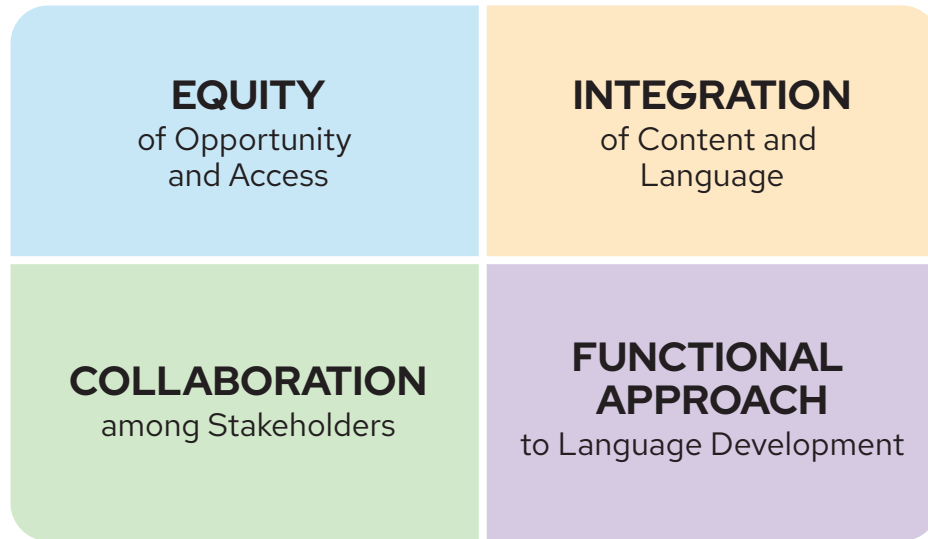 EQUITY
of Opportunity
and Access
INTEGRATION
of Content and
Language
COLLABORATION
among Stakeholders
FUNCTIONAL
APPROACH
to Language Development